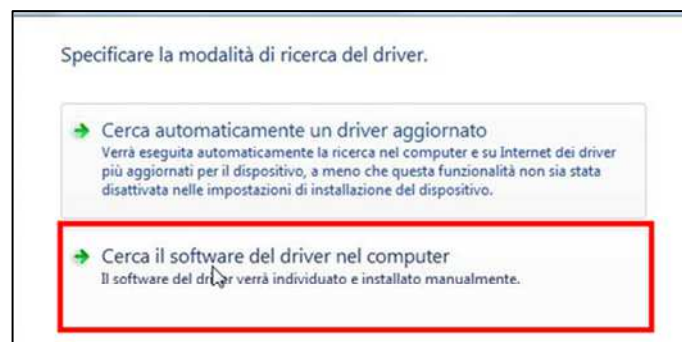 Specificare la modalità di ricerca del driver.
Cerca automaticamente un driver aggiornato
Verrà eseguita automaticamente la ricerca nel computer e su Internet dei driver
più aggiornati per il dispositivo, a meno che questa funzionalità non sia stata
disattivata nelle impostazioni di installazione del dispositivo.
Cerca il software del driver nel computer
Il software del driver verrà individuato e installato manualmente.